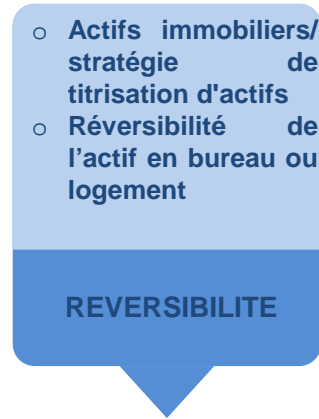 o Actifs immobiliers/
stratégie de
titrisation d'actifs
o Réversibilité de
l’actif en bureau ou
logement
REVERSIBILITE